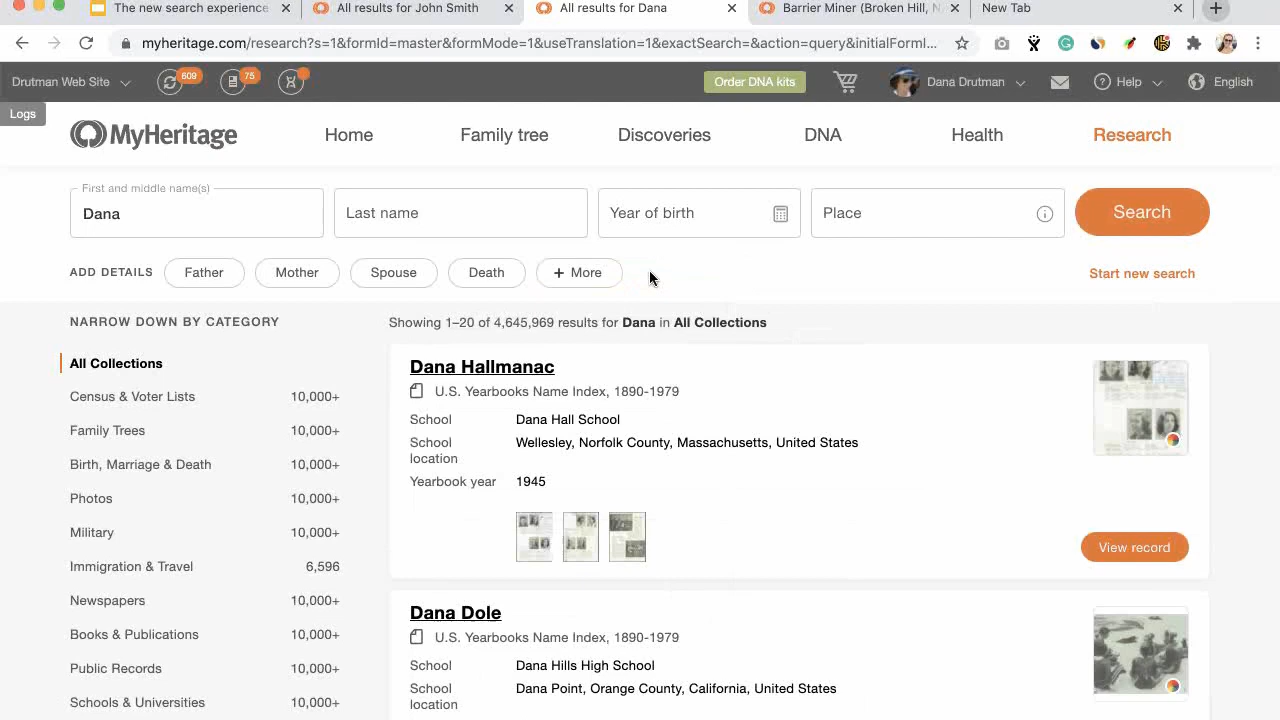 The new search experience
All results for John Smith
All results for Dana
Barrier Miner (Broken Hill, N
New Tab
myheritage.com/research?s=1&formId=master&formMode=1&useTranslation=1&exactSearch=&action=query&initialFormI...
Drutman Web Site
609
75
Order DNA kits
Dana Drutman
Help
English
Logs
MyHeritage
Home
Family tree
Discoveries
DNA
Health
Research
First and middle name(s)
Dana
Last name
Year of birth
Place
Search
ADD DETAILS
Father
Mother
Spouse
Death
+ More
Start new search
NARROW DOWN BY CATEGORY
Showing 1–20 of 4,645,969 results for Dana in All Collections
All Collections
Census & Voter Lists 10,000+
Family Trees 10,000+
Birth, Marriage & Death 10,000+
Photos 10,000+
Military 10,000+
Immigration & Travel 6,596
Newspapers 10,000+
Books & Publications 10,000+
Public Records 10,000+
Schools & Universities 10,000+
Dana Hallmanac
U.S. Yearbooks Name Index, 1890-1979
School Dana Hall School
School Wellesley, Norfolk County, Massachusetts, United States
location
Yearbook year 1945
View record
Dana Dole
U.S. Yearbooks Name Index, 1890-1979
School Dana Hills High School
School Dana Point, Orange County, California, United States
location